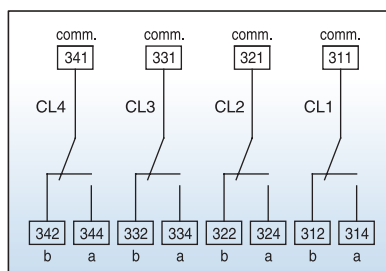 comm. comm. comm. comm.
341 331 321 311
CL4 CL3 CL2 CL1
342 344 332 334 322 324 312 314
b a b a b a b a